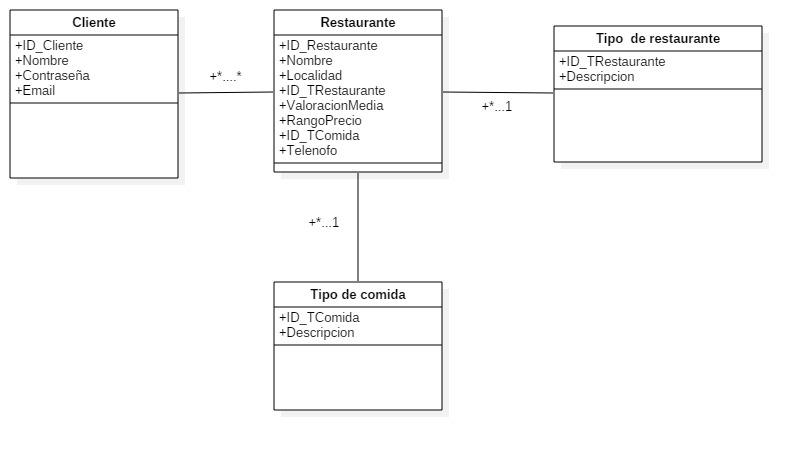 Cliente
+ID_Cliente
+Nombre
+Contraseña
+Email
+*....*
Restaurante
+ID_Restaurante
+Nombre
+Localidad
+ID_TRestaurante
+ValoracionMedia
+RangoPrecio
+ID_TComida
+Telenofo
+*...1
Tipo  de restaurante
+ID_TRestaurante
+Descripcion
+*...1
Tipo de comida
+ID_TComida
+Descripcion